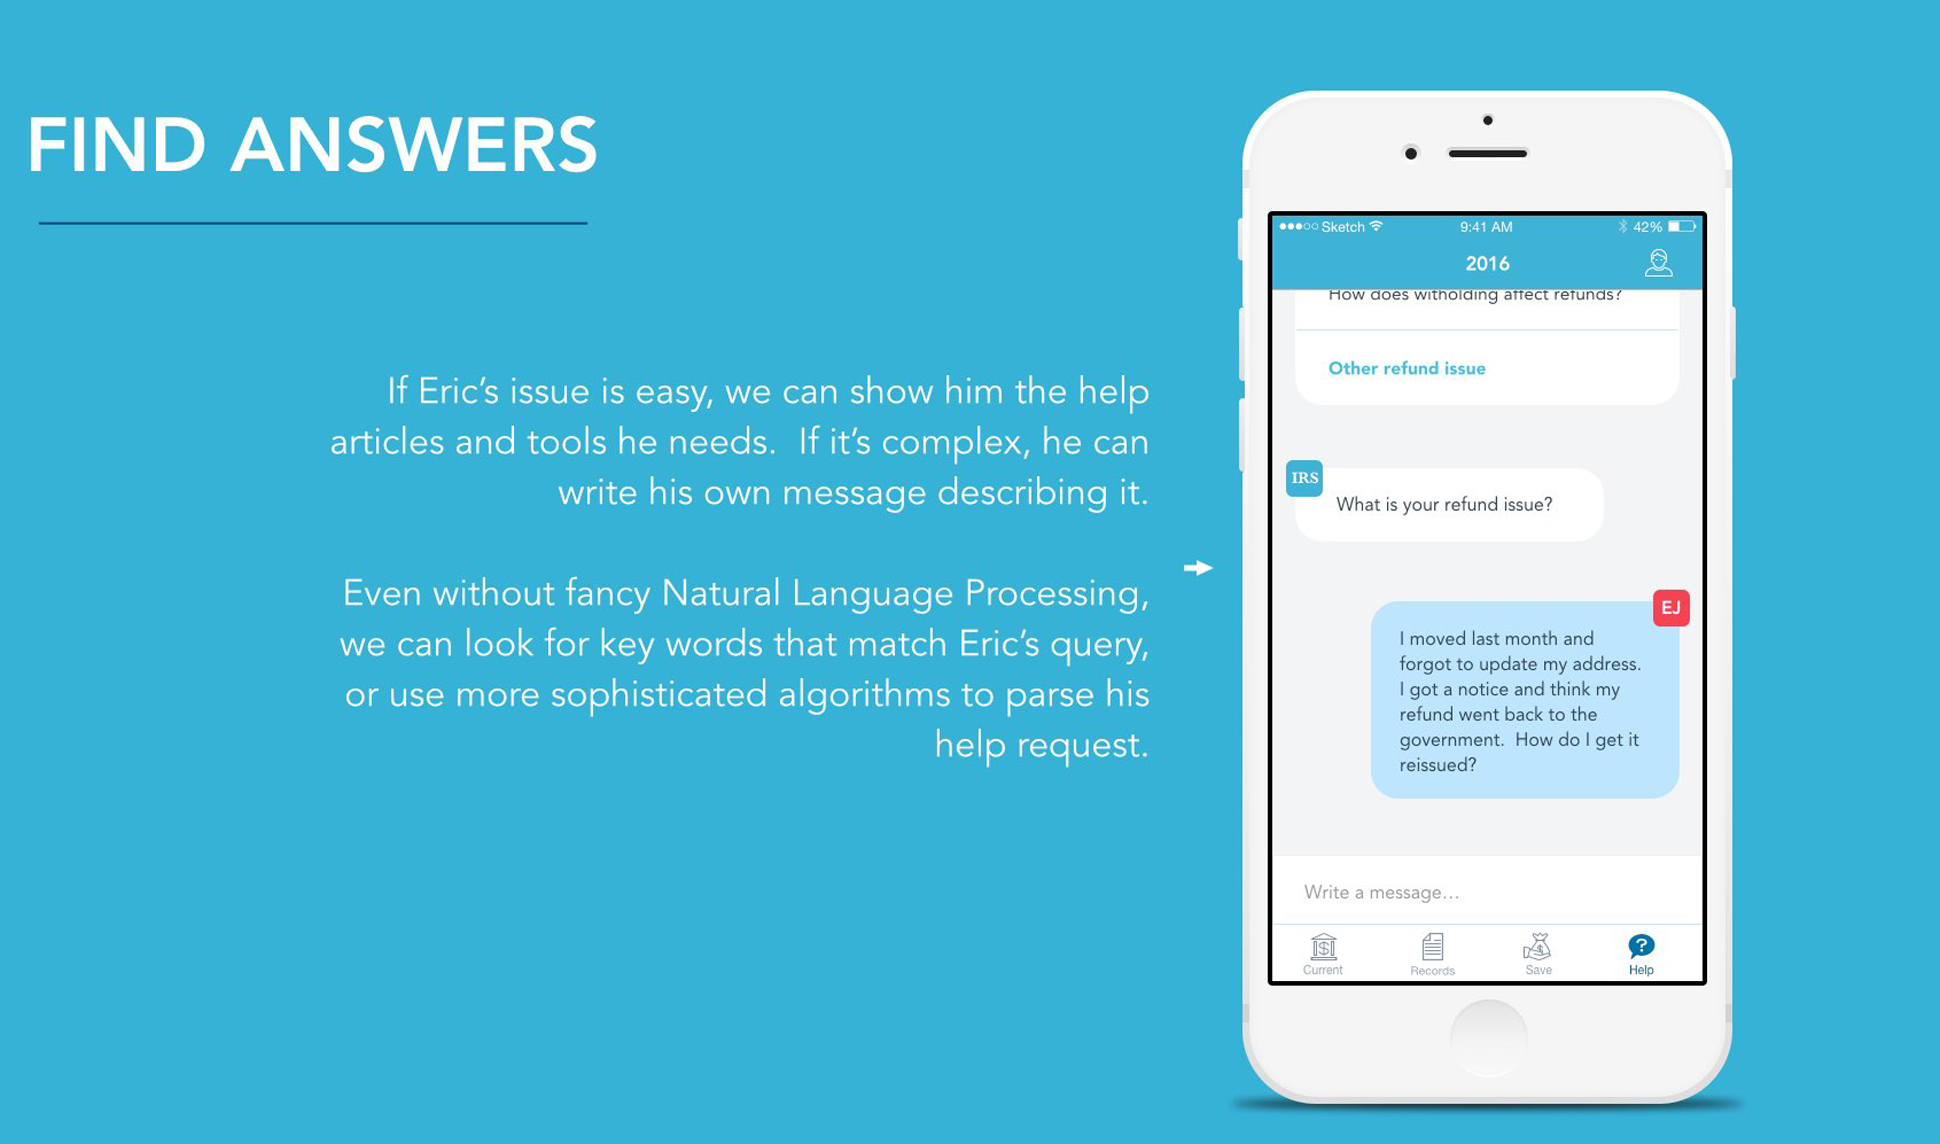 FIND ANSWERS
If Eric’s issue is easy, we can show him the help
articles and tools he needs.  If it’s complex, he can
write his own message describing it.
Even without fancy Natural Language Processing,
we can look for key words that match Eric’s query,
or use more sophisticated algorithms to parse his
help request.
Sketch 9:41 AM 42%
2016
How does witholding affect refunds?
Other refund issue
IRS
What is your refund issue?
EJ
I moved last month and
forgot to update my address.
I got a notice and think my
refund went back to the
government.  How do I get it
reissued?
Write a message…
Current Records Save Help